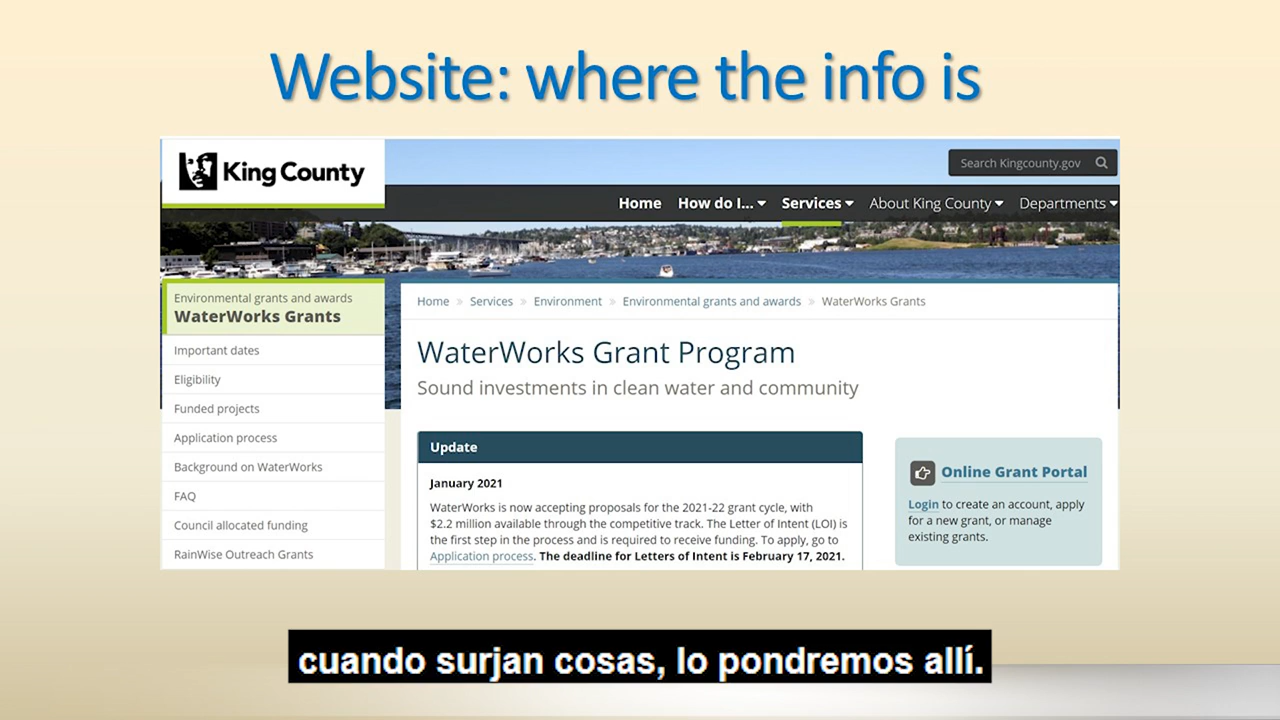 Website: where the info is
King County
Search Kingcounty.gov
Home How do I... Services About King County Departments
Environmental grants and awards
WaterWorks Grants
Important dates
Eligibility
Funded projects
Application process
Background on WaterWorks
FAQ
Council allocated funding
RainWise Outreach Grants
Home » Services » Environment » Environmental grants and awards » WaterWorks Grants
WaterWorks Grant Program
Sound investments in clean water and community
Update
January 2021
WaterWorks is now accepting proposals for the 2021-22 grant cycle, with
$2.2 million available through the competitive track. The Letter of Intent (LOI) is
the first step in the process and is required to receive funding. To apply, go to
Application process. The deadline for Letters of Intent is February 17, 2021.
Online Grant Portal
Login to create an account, apply
for a new grant, or manage
existing grants.
cuando surjan cosas, lo pondremos allí.